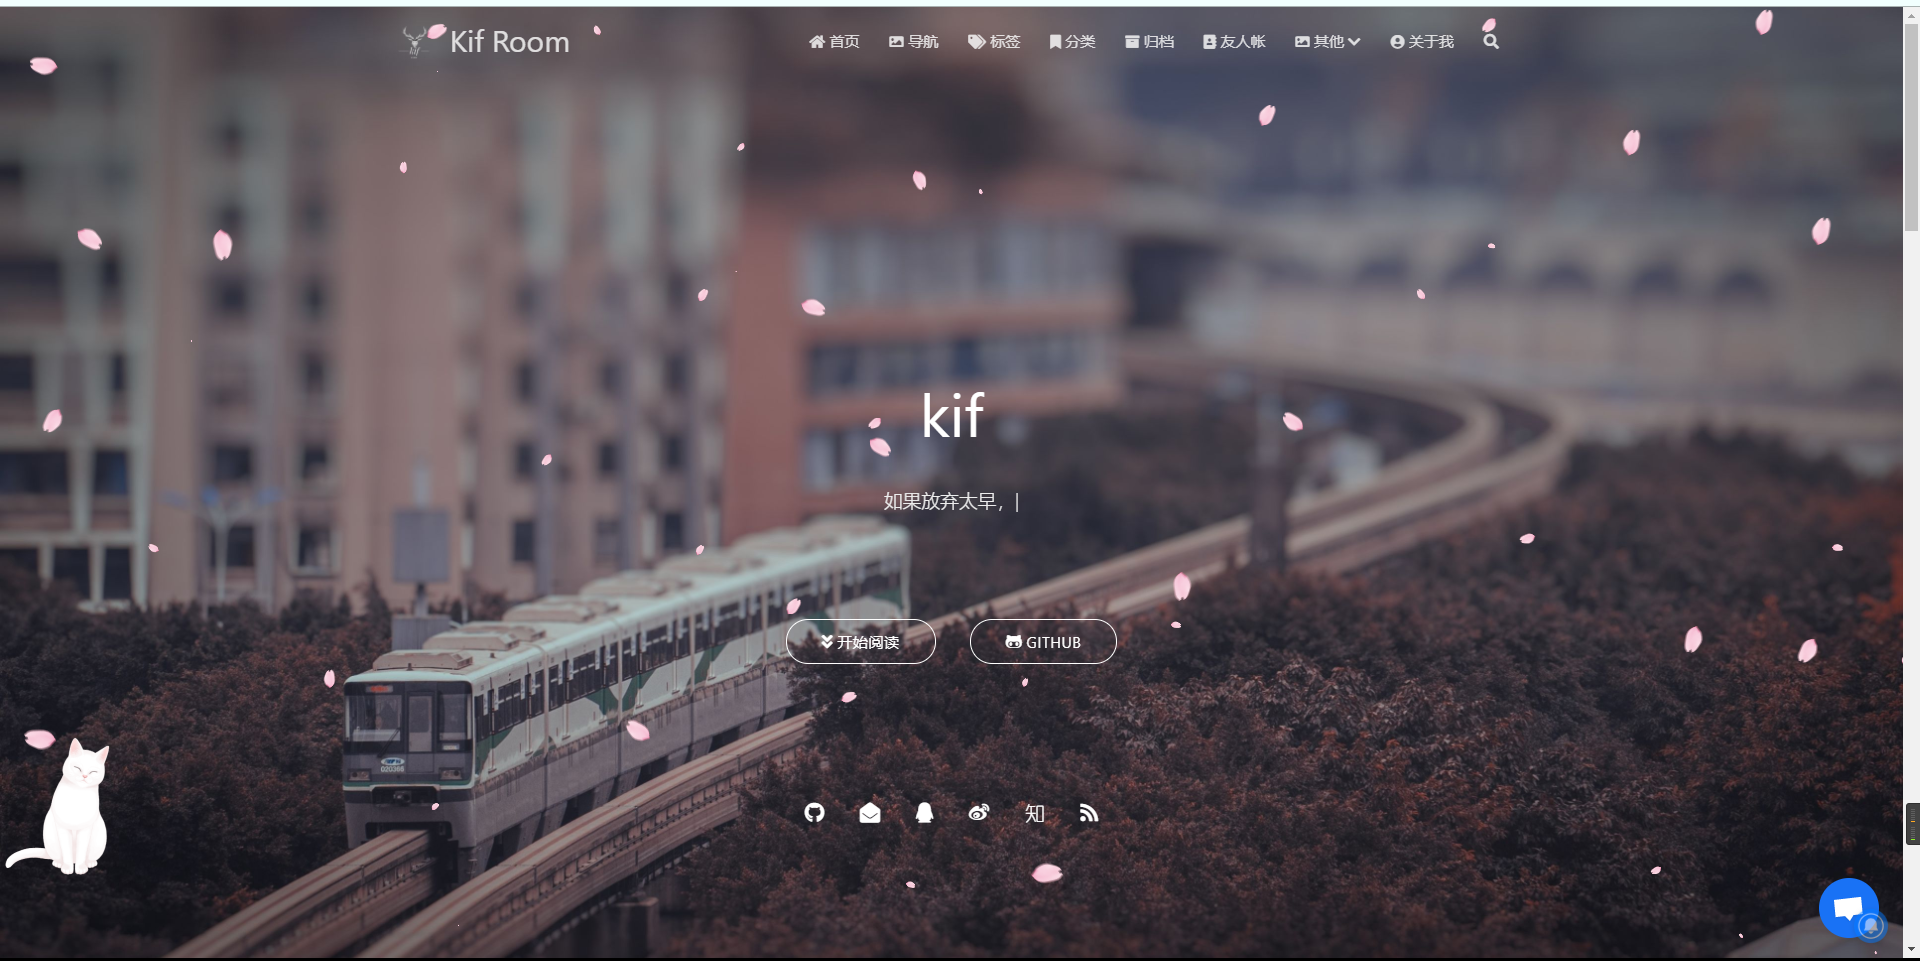 Kif Room
首页 导航 标签 分类 归档 友人帐 其他 关于我
kif
如果放弃太早，|
开始阅读 GITHUB
020366
知